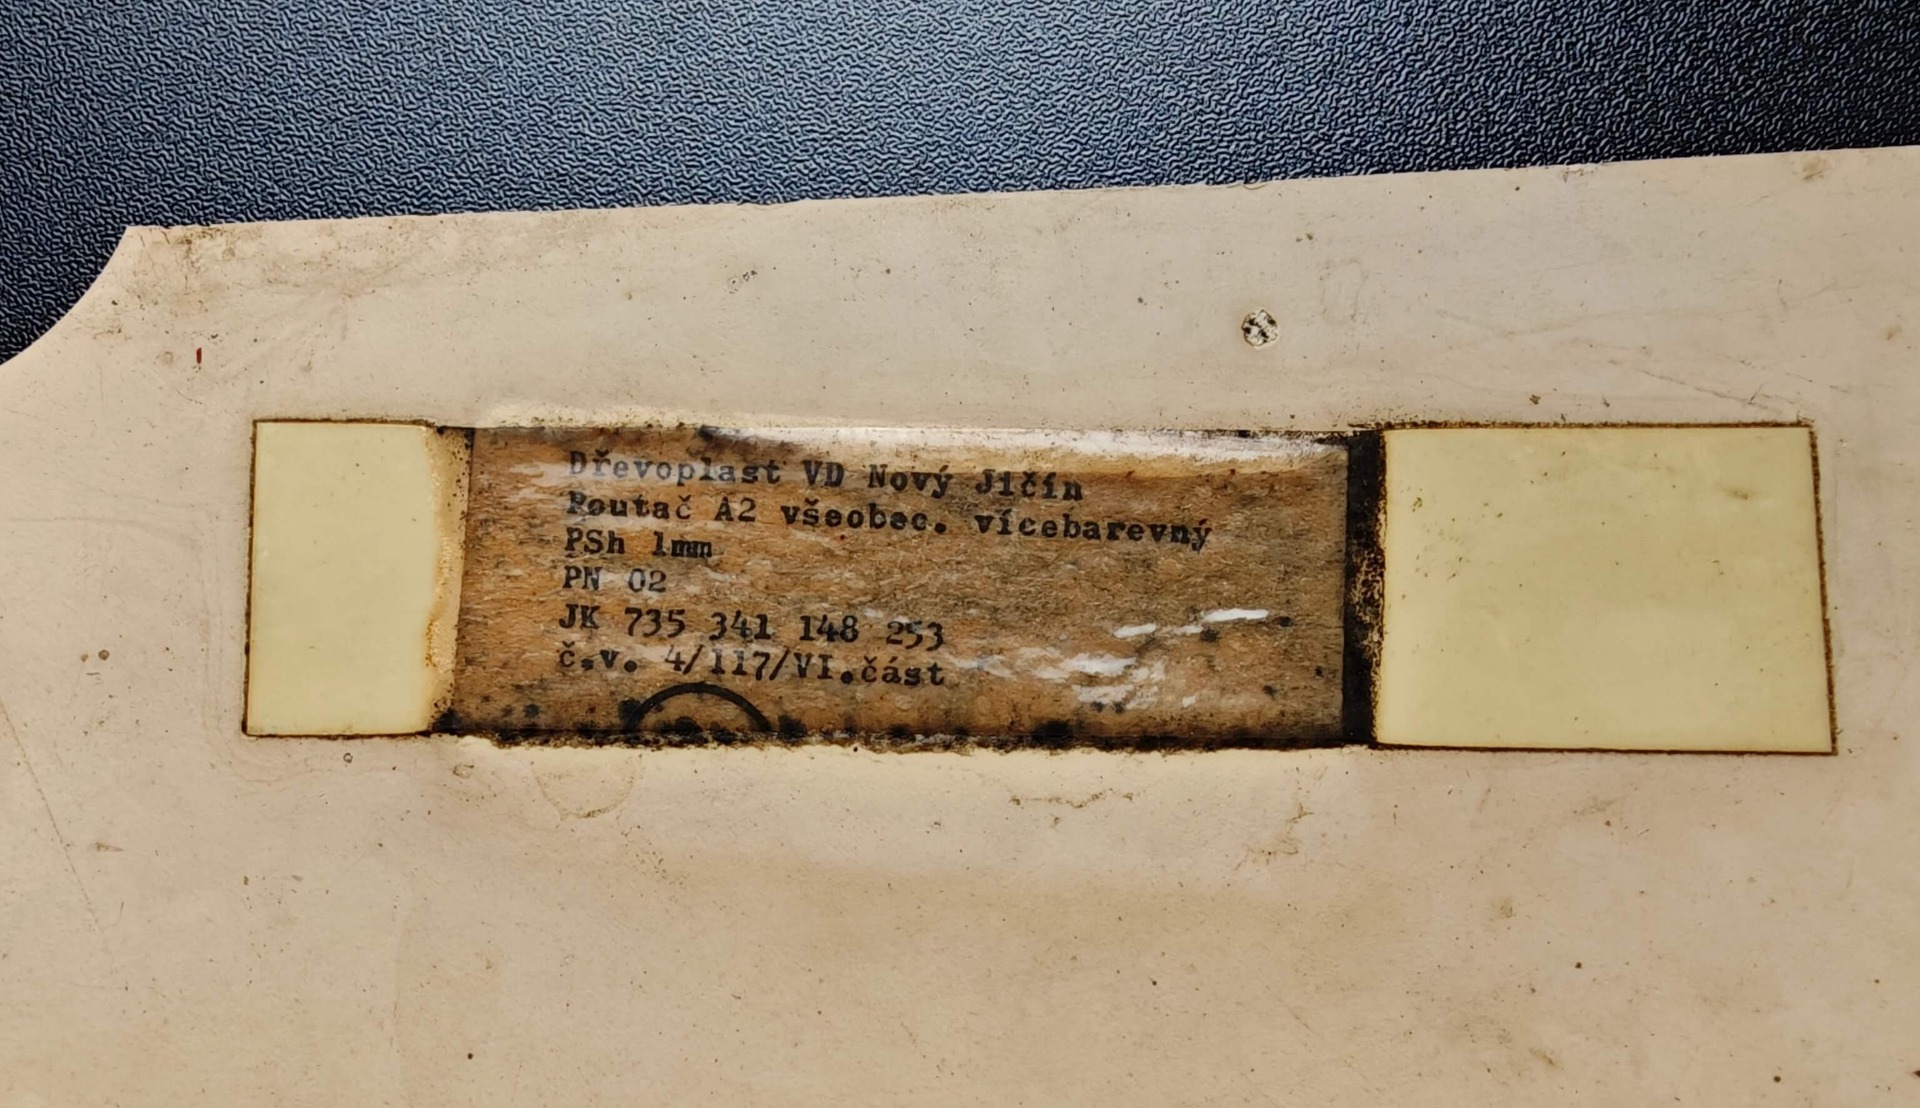 Dřevoplast VD Nový Jičín
Poutač A2 všeobec. vícebarevný
PSh 1mm
PN 02
JK 735 341 148 253
č.v. 4/117/VI.část